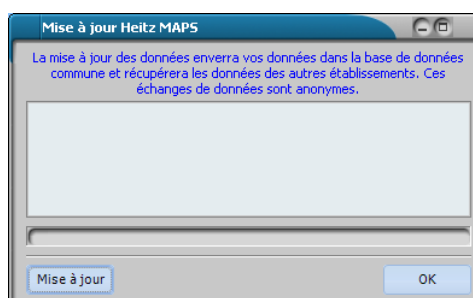 Mise à jour Heitz MAPS
La mise à jour des données enverra vos données dans la base de données
commune et récupérera les données des autres établissements. Ces
échanges de données sont anonymes.
Mise à jour
OK